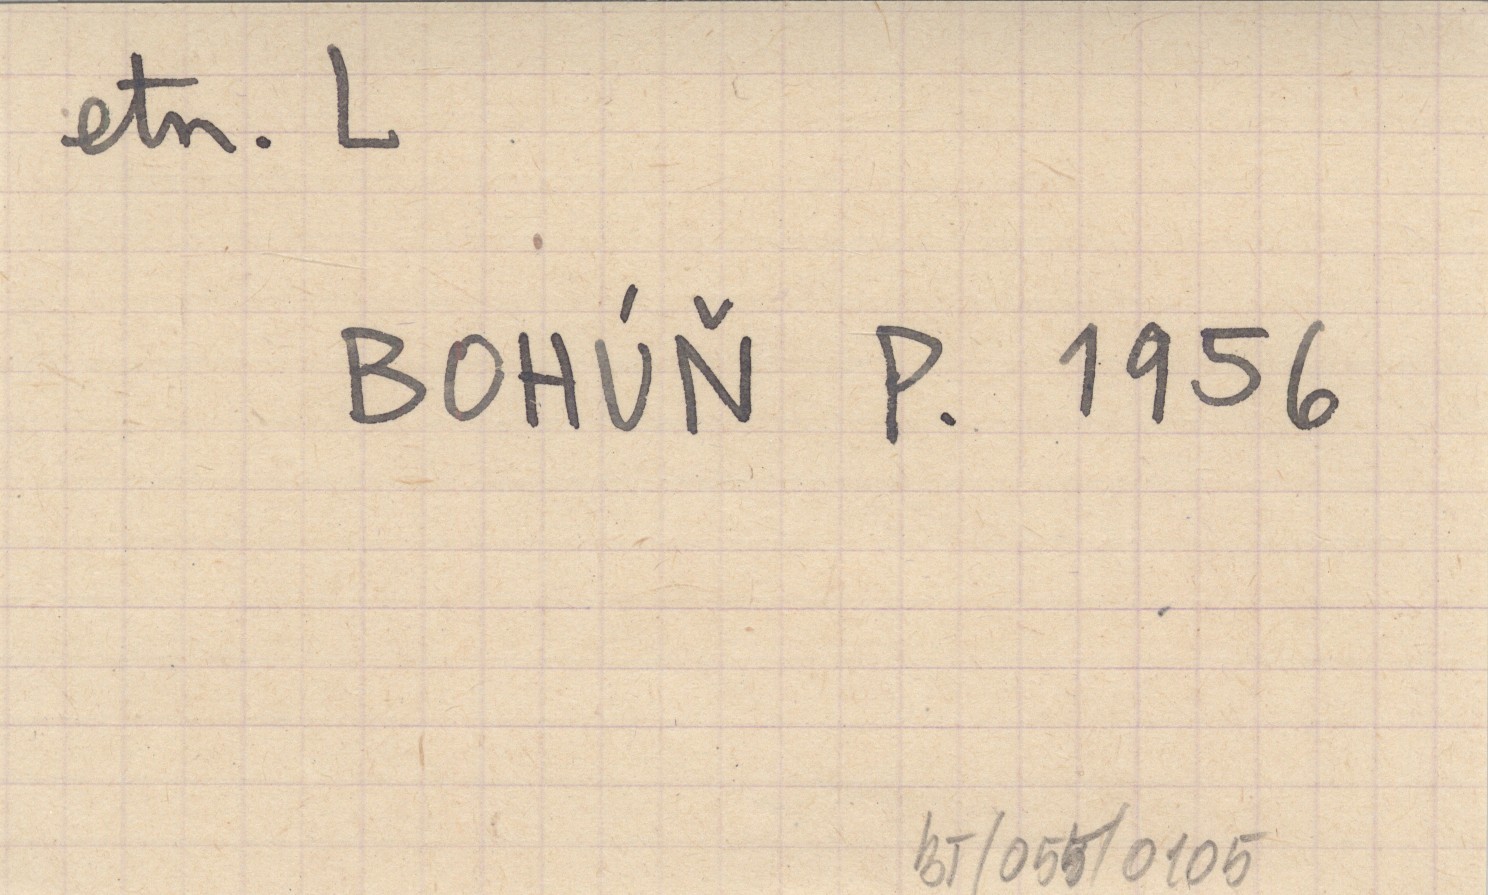 etn. L
BOHÚŇ P. 1956
BT/055/0105